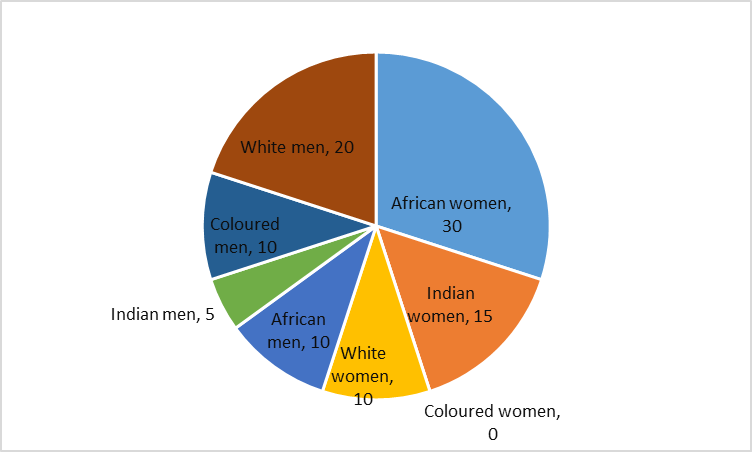 White men, 20
African women,
30
Coloured
men, 10
Indian
women, 15
Indian men, 5
African
men, 10
White
women,
10
Coloured women,
0